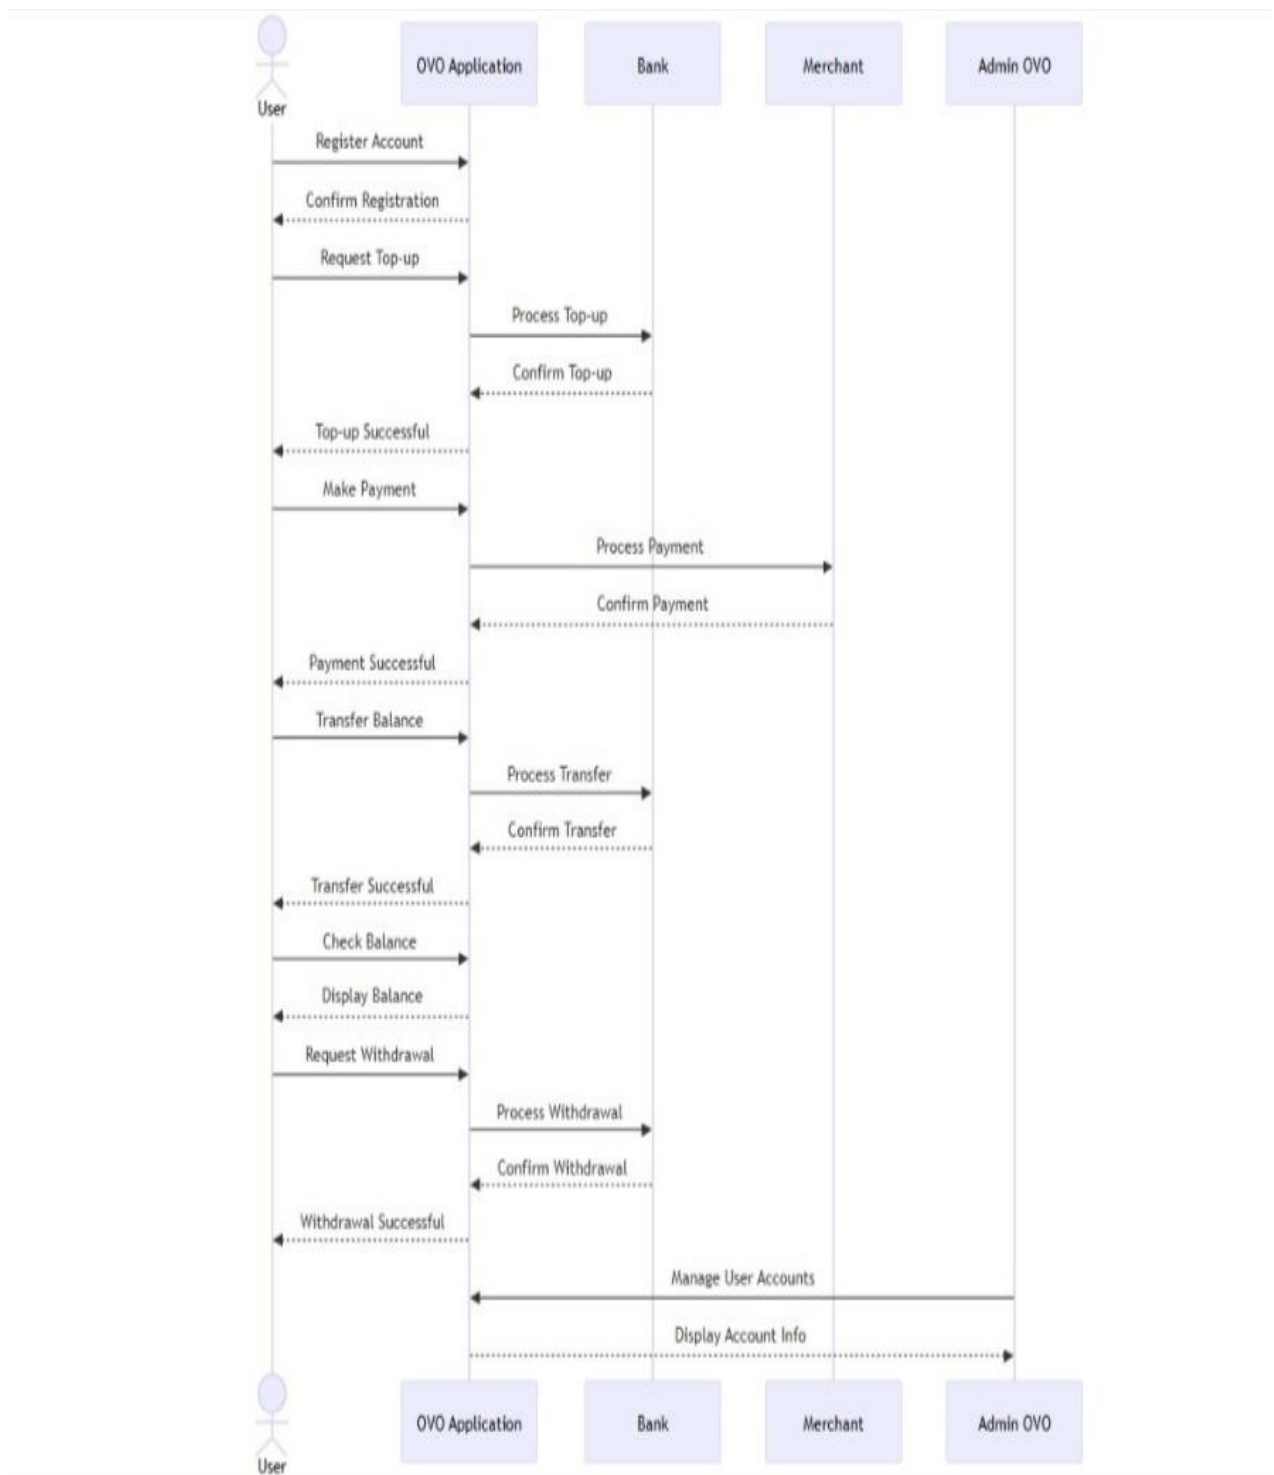 User
OVO Application
Bank
Merchant
Admin OVO
Register Account
Confirm Registration
Request Top-up
Process Top-up
Confirm Top-up
Top-up Successful
Make Payment
Process Payment
Confirm Payment
Payment Successful
Transfer Balance
Process Transfer
Confirm Transfer
Transfer Successful
Check Balance
Display Balance
Request Withdrawal
Process Withdrawal
Confirm Withdrawal
Withdrawal Successful
Manage User Accounts
Display Account Info
User
OVO Application
Bank
Merchant
Admin OVO